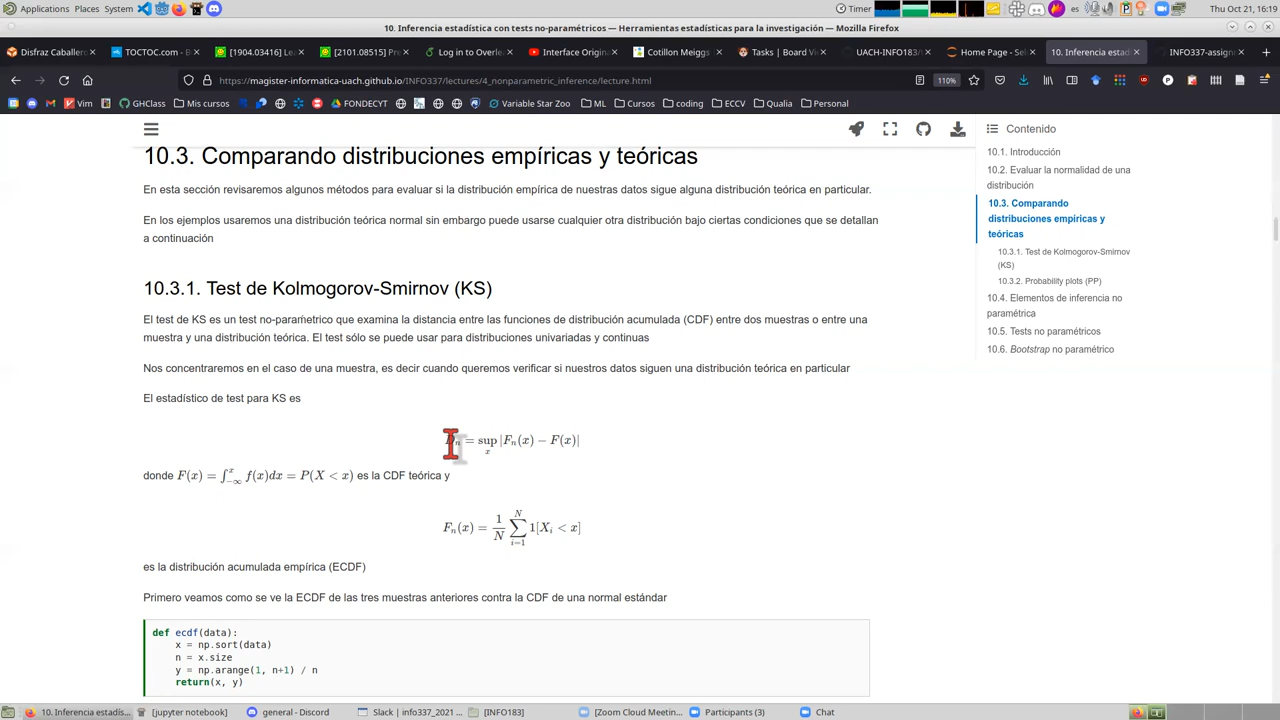 Applications Places System
Timer
es
Thu Oct 21, 16:19
10. Inferencia estadística con tests no-paramétricos — Herramientas estadísticas para la investigación — Mozilla Firefox
Disfraz Caballero
TOCTOC.com - B
[1904.03416] Lea
[2101.08515] Pre
Log in to Overle
Interface Origin
Cotillon Meiggs
Tasks | Board Vi
UACH-INFO183/
Home Page - Sel
10. Inferencia estad
INFO337-assignn
https://magister-informatica-uach.github.io/INFO337/lectures/4_nonparametric_inference/lecture.html
110%
Vim
GHClass
Mis cursos
FONDECYT
Variable Star Zoo
ML
Cursos
coding
ECCV
Qualia
Personal
10.3. Comparando distribuciones empíricas y teóricas
En esta sección revisaremos algunos métodos para evaluar si la distribución empírica de nuestras datos sigue alguna distribución teórica en particular.
En los ejemplos usaremos una distribución teórica normal sin embargo puede usarse cualquier otra distribución bajo ciertas condiciones que se detallan
a continuación
10.3.1. Test de Kolmogorov-Smirnov (KS)
El test de KS es un test no-parametrico que examina la distancia entre las funciones de distribución acumulada (CDF) entre dos muestras o entre una
muestra y una distribución teórica. El test sólo se puede usar para distribuciones univariadas y continuas
Nos concentraremos en el caso de una muestra, es decir cuando queremos verificar si nuestros datos siguen una distribución teórica en particular
El estadístico de test para KS es
D_n = sup_x |F_n(x) − F(x)|
donde F(x) = ∫_{−∞}^{x} f(x)dx = P(X < x) es la CDF teórica y
F_n(x) = 1/N ∑_{i=1}^{N} 1[X_i < x]
es la distribución acumulada empírica (ECDF)
Primero veamos como se ve la ECDF de las tres muestras anteriores contra la CDF de una normal estándar
def ecdf(data):
x = np.sort(data)
n = x.size
y = np.arange(1, n+1) / n
return(x, y)
Contenido
10.1. Introducción
10.2. Evaluar la normalidad de una
distribución
10.3. Comparando
distribuciones empíricas y
teóricas
10.3.1. Test de Kolmogorov-Smirnov
(KS)
10.3.2. Probability plots (PP)
10.4. Elementos de inferencia no
paramétrica
10.5. Tests no paramétricos
10.6. Bootstrap no paramétrico
10. Inferencia estadís...
[jupyter notebook]
general - Discord
Slack | info337_2021 ...
[INFO183]
[Zoom Cloud Meetin...
Participants (3)
Chat